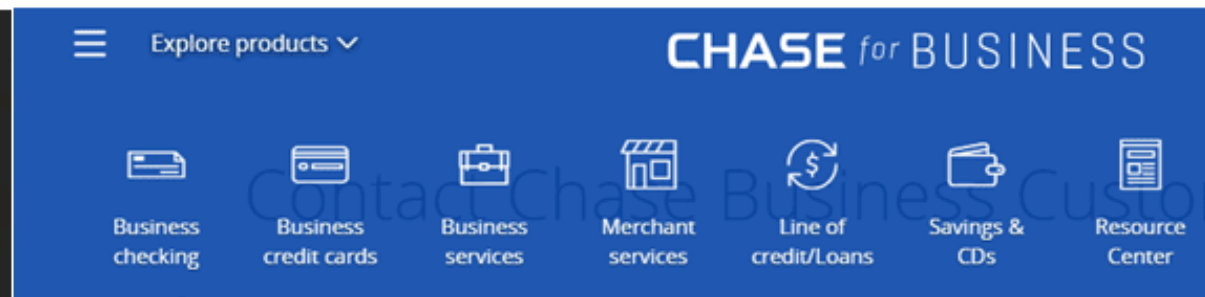 Explore products
CHASE for BUSINESS
Contact Chase Business Custo
Business checking
Business credit cards
Business services
Merchant services
Line of credit/Loans
Savings & CDs
Resource Center